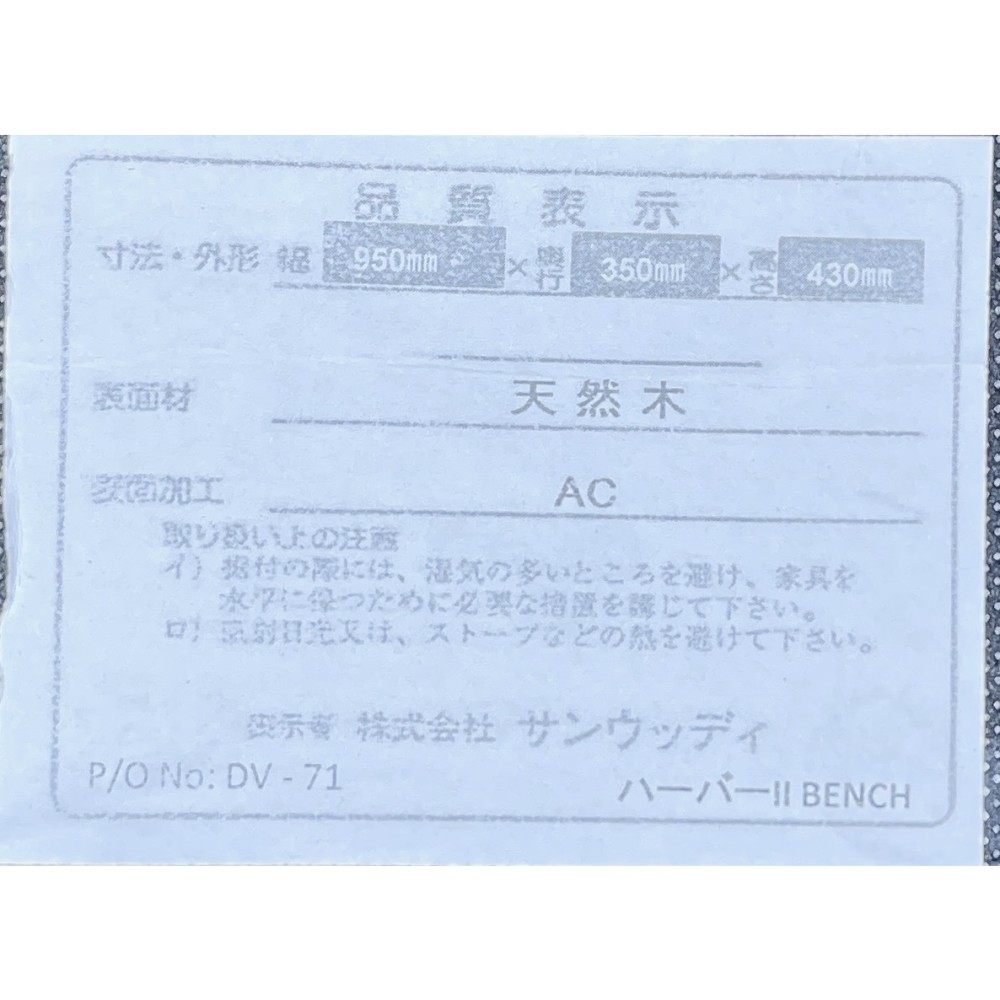 品質表示
寸法・外形 幅 950mm × 奥行 350mm × 高さ 430mm
表面材 天然木
表面加工 AC
取り扱い上の注意
イ) 据付の際には、湿気の多いところを避け、家具を
水平に保つために必要な措置を講じて下さい。
ロ) 直射日光又は、ストーブなどの熱を避けて下さい。
表示者 株式会社 サンウッディ
P/O No: DV - 71
ハーバーII BENCH